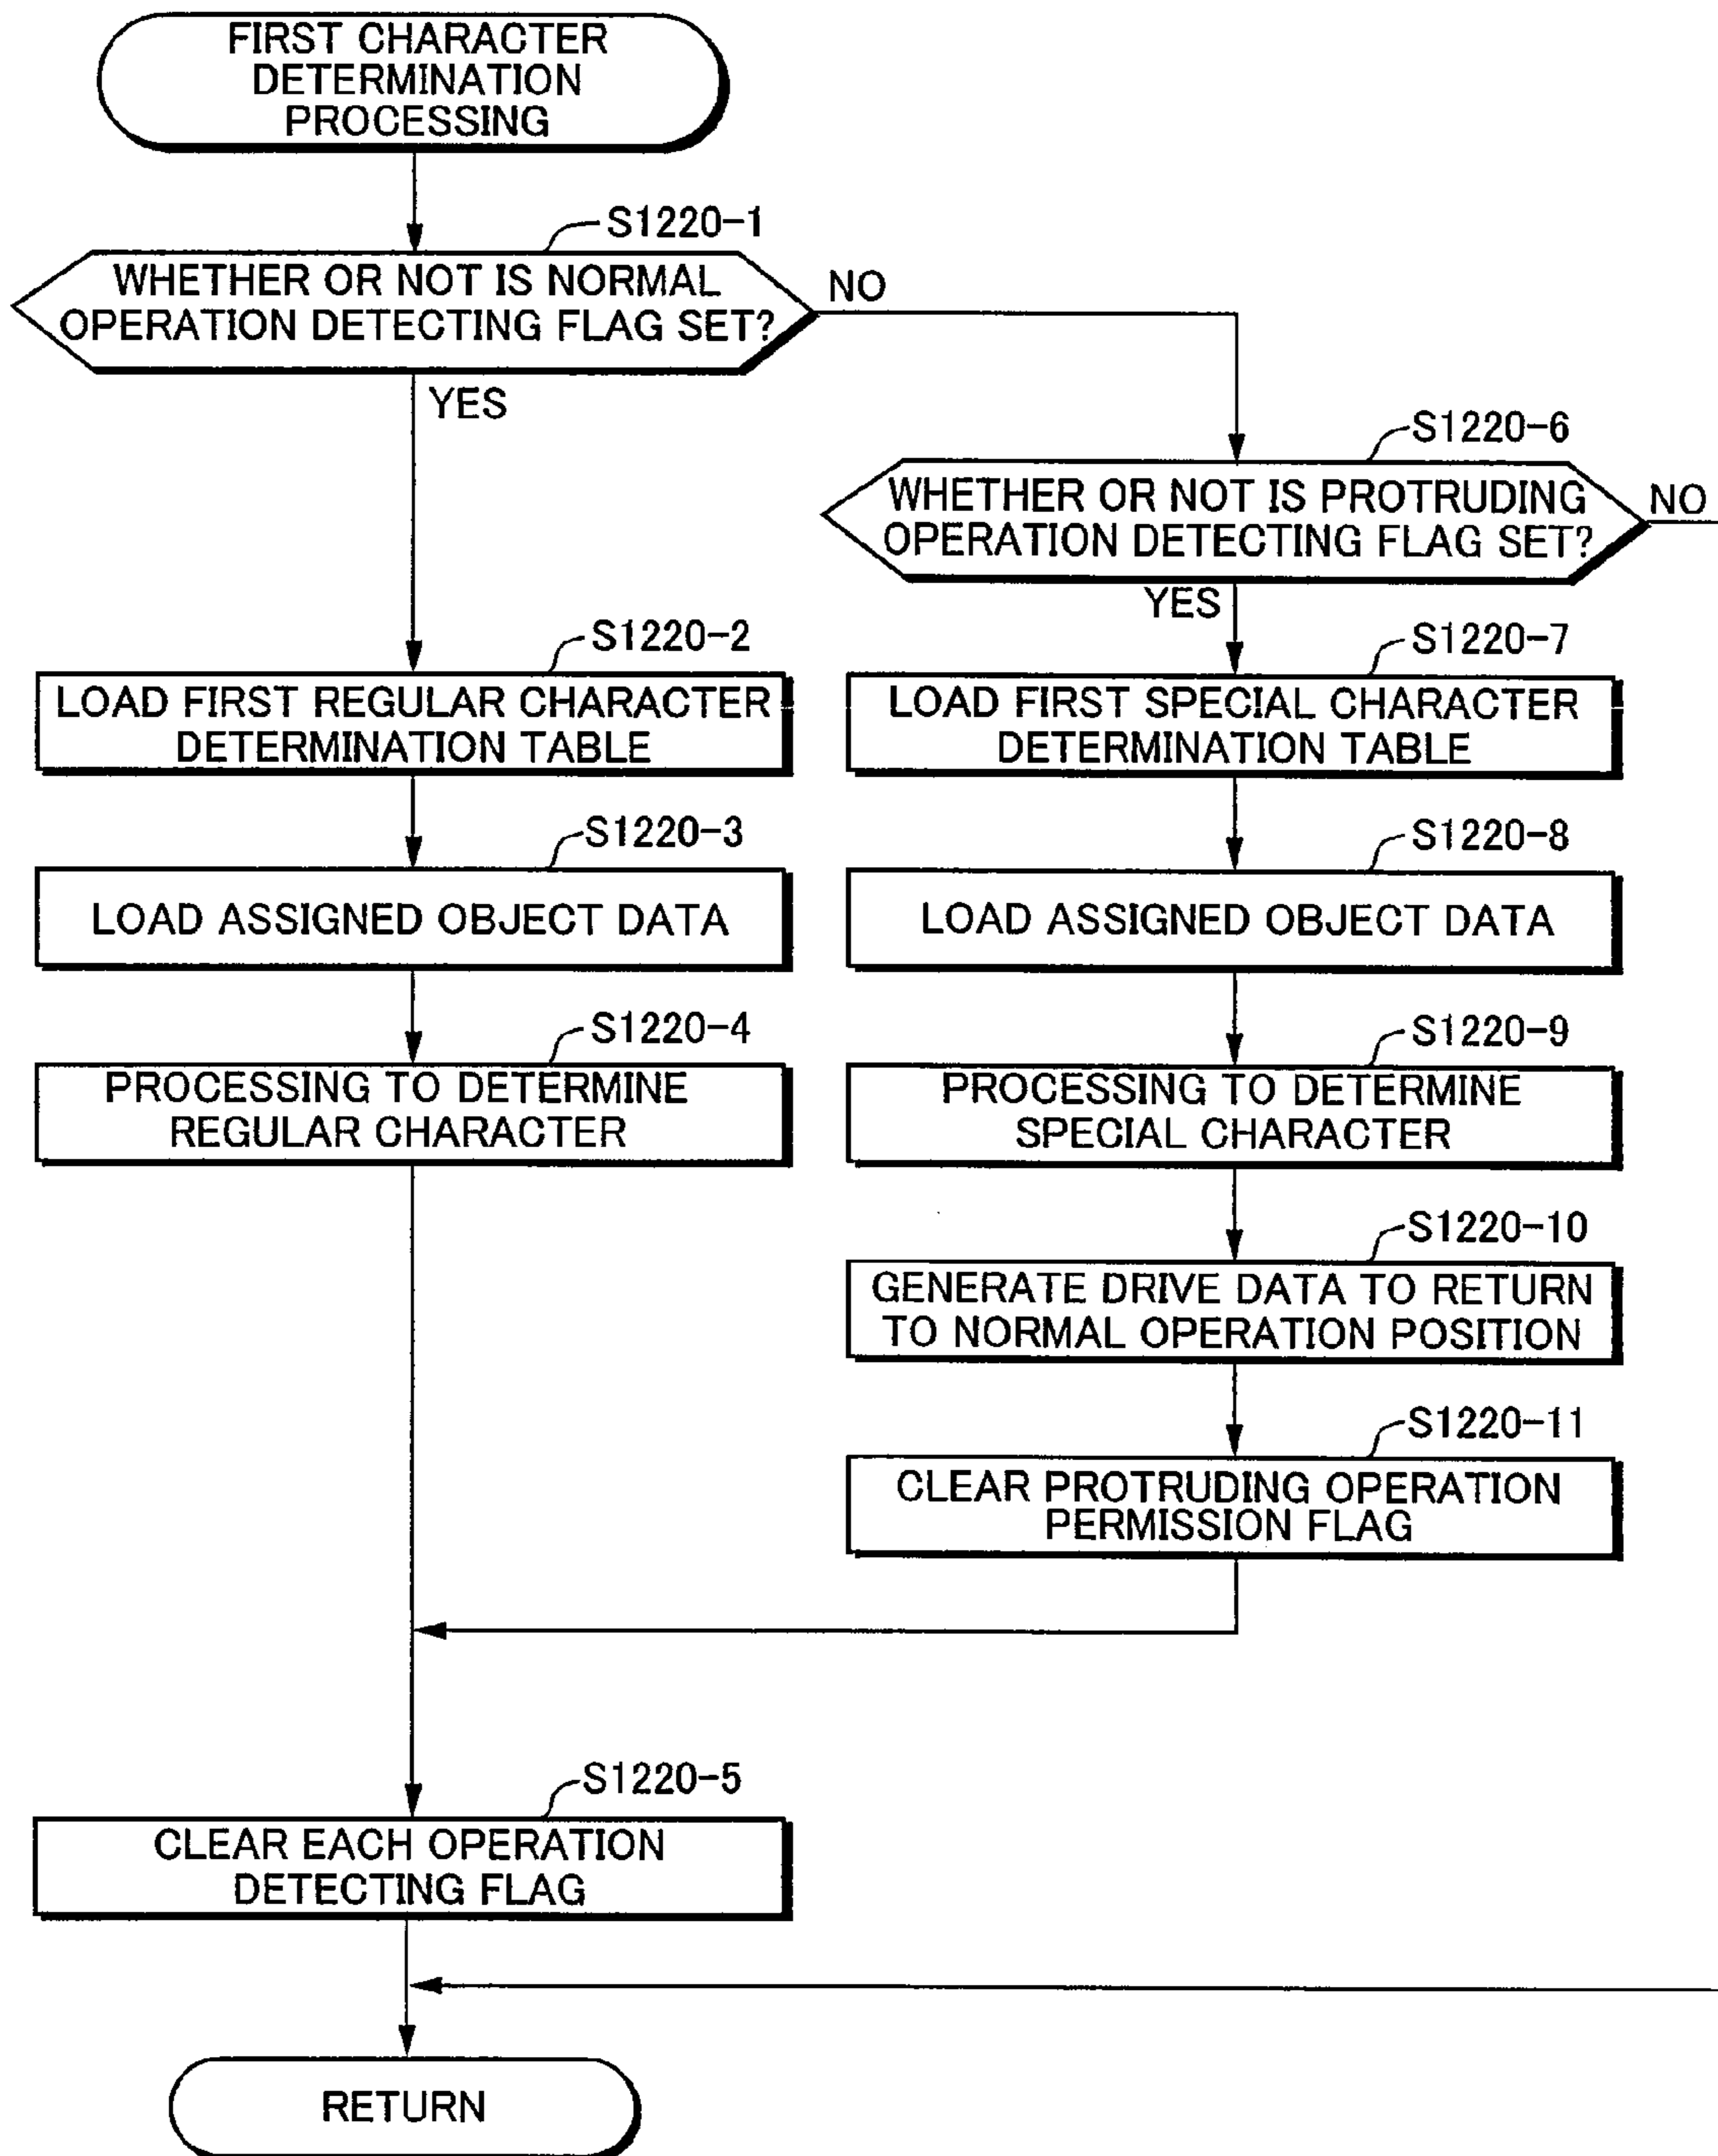 FIRST CHARACTER
DETERMINATION
PROCESSING
S1220-1
WHETHER OR NOT IS NORMAL
OPERATION DETECTING FLAG SET?
NO
YES
S1220-6
WHETHER OR NOT IS PROTRUDING
OPERATION DETECTING FLAG SET?
NO
YES
S1220-2
LOAD FIRST REGULAR CHARACTER
DETERMINATION TABLE
S1220-7
LOAD FIRST SPECIAL CHARACTER
DETERMINATION TABLE
S1220-3
LOAD ASSIGNED OBJECT DATA
S1220-8
LOAD ASSIGNED OBJECT DATA
S1220-4
PROCESSING TO DETERMINE
REGULAR CHARACTER
S1220-9
PROCESSING TO DETERMINE
SPECIAL CHARACTER
S1220-10
GENERATE DRIVE DATA TO RETURN
TO NORMAL OPERATION POSITION
S1220-11
CLEAR PROTRUDING OPERATION
PERMISSION FLAG
S1220-5
CLEAR EACH OPERATION
DETECTING FLAG
RETURN